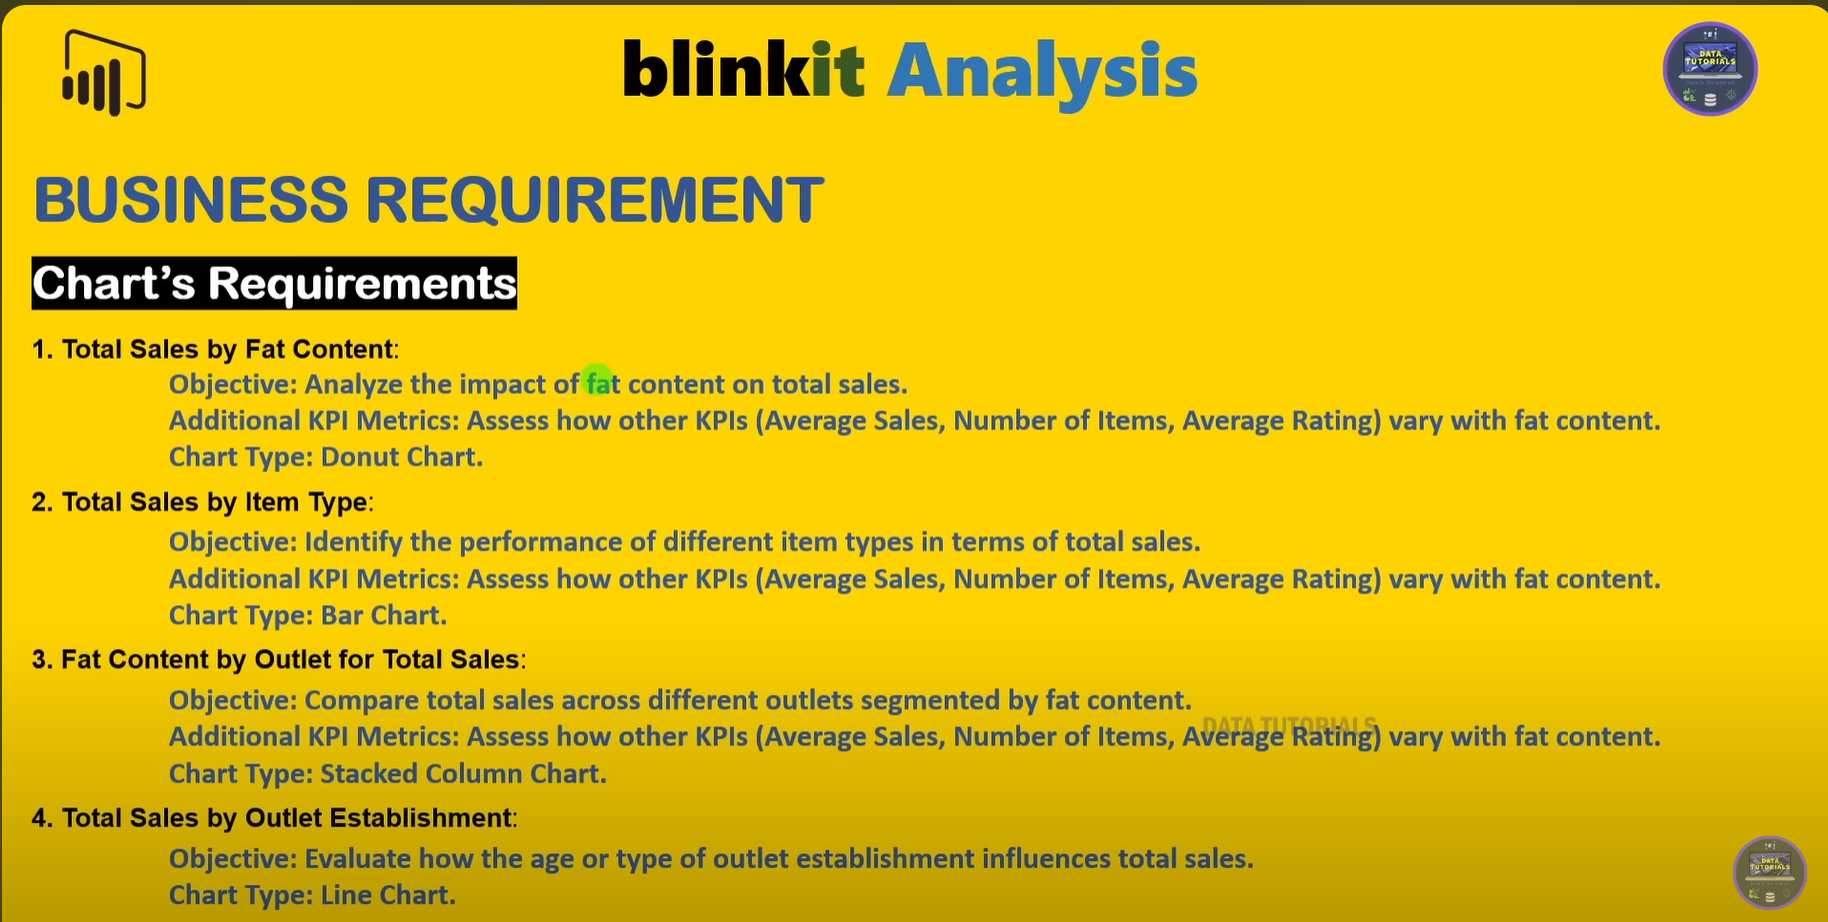 blinkit Analysis
DATA
TUTORIALS
BUSINESS REQUIREMENT
Chart’s Requirements
1. Total Sales by Fat Content:
Objective: Analyze the impact of fat content on total sales.
Additional KPI Metrics: Assess how other KPIs (Average Sales, Number of Items, Average Rating) vary with fat content.
Chart Type: Donut Chart.
2. Total Sales by Item Type:
Objective: Identify the performance of different item types in terms of total sales.
Additional KPI Metrics: Assess how other KPIs (Average Sales, Number of Items, Average Rating) vary with fat content.
Chart Type: Bar Chart.
3. Fat Content by Outlet for Total Sales:
Objective: Compare total sales across different outlets segmented by fat content.
DATA TUTORIALS
Additional KPI Metrics: Assess how other KPIs (Average Sales, Number of Items, Average Rating) vary with fat content.
Chart Type: Stacked Column Chart.
4. Total Sales by Outlet Establishment:
Objective: Evaluate how the age or type of outlet establishment influences total sales.
Chart Type: Line Chart.
DATA
TUTORIALS